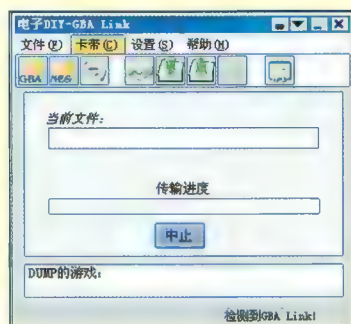 电子DIY-GBA Link
文件(F) 卡带(C) 设置(S) 帮助(H)
GBA NES
当前文件:
传输进度
中止
DUMP的游戏:
检测到GBA Link!